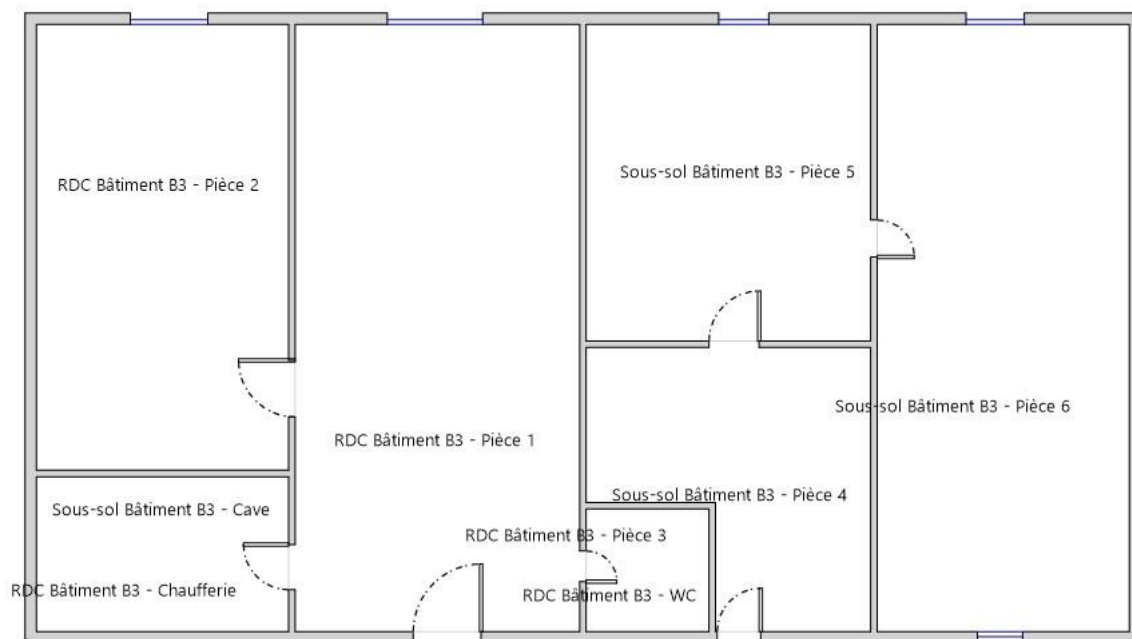 RDC Bâtiment B3 - Pièce 2
Sous-sol Bâtiment B3 - Pièce 5
Sous-sol Bâtiment B3 - Pièce 6
RDC Bâtiment B3 - Pièce 1
Sous-sol Bâtiment B3 - Pièce 4
Sous-sol Bâtiment B3 - Cave
RDC Bâtiment B3 - Pièce 3
RDC Bâtiment B3 - Chaufferie
RDC Bâtiment B3 - WC